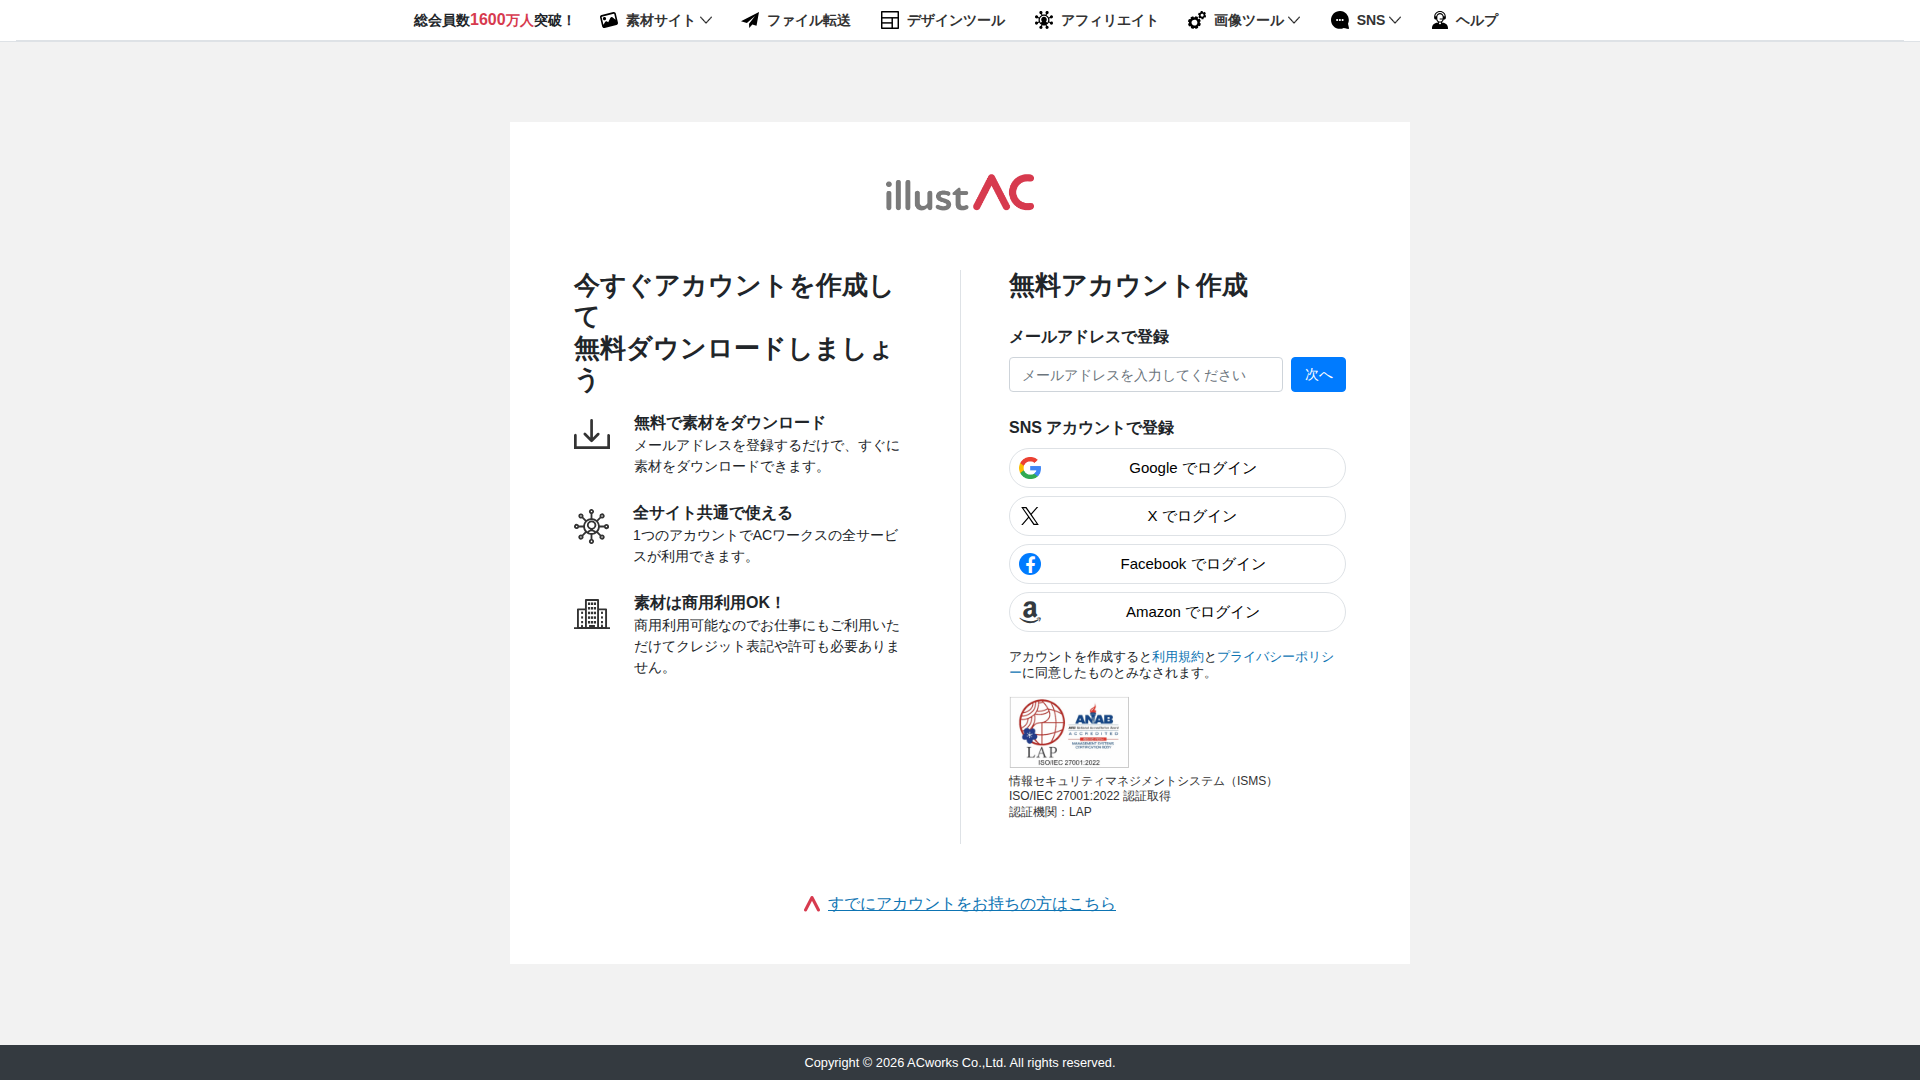 総会員数1600万人突破！ 素材サイト ファイル転送 デザインツール アフィリエイト 画像ツール SNS ヘルプ
illustAC
今すぐアカウントを作成し
て
無料ダウンロードしましょ
う
無料で素材をダウンロード
メールアドレスを登録するだけで、すぐに
素材をダウンロードできます。
全サイト共通で使える
1つのアカウントでACワークスの全サービ
スが利用できます。
素材は商用利用OK！
商用利用可能なのでお仕事にもご利用いた
だけてクレジット表記や許可も必要ありま
せん。
無料アカウント作成
メールアドレスで登録
メールアドレスを入力してください 次へ
SNS アカウントで登録
Google でログイン
X でログイン
Facebook でログイン
Amazon でログイン
アカウントを作成すると利用規約とプライバシーポリシ
ーに同意したものとみなされます。
ANAB
ACCREDITED
MANAGEMENT SYSTEMS
CERTIFICATION BODY
LAP
ISO/IEC 27001:2022
情報セキュリティマネジメントシステム（ISMS）
ISO/IEC 27001:2022 認証取得
認証機関：LAP
すでにアカウントをお持ちの方はこちら
Copyright © 2026 ACworks Co.,Ltd. All rights reserved.